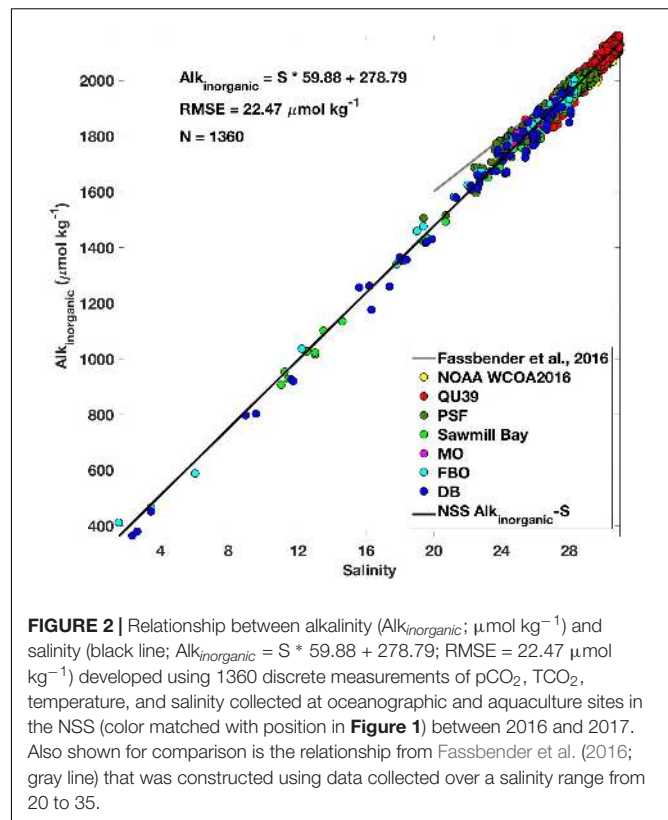 Alk_inorganic = S * 59.88 + 278.79
RMSE = 22.47 μmol kg⁻¹
N = 1360
2000
1800
1600
1400
1200
1000
800
600
400
Alk_inorganic (μmol kg⁻¹)
4
8
12
16
20
24
28
Salinity
Fassbender et al., 2016
NOAA WCOA2016
QU39
PSF
Sawmill Bay
MO
FBO
DB
NSS Alk_inorganic-S
FIGURE 2 | Relationship between alkalinity (Alk_inorganic; μmol kg⁻¹) and
salinity (black line; Alk_inorganic = S * 59.88 + 278.79; RMSE = 22.47 μmol
kg⁻¹) developed using 1360 discrete measurements of pCO₂, TCO₂,
temperature, and salinity collected at oceanographic and aquaculture sites in
the NSS (color matched with position in Figure 1) between 2016 and 2017.
Also shown for comparison is the relationship from Fassbender et al. (2016;
gray line) that was constructed using data collected over a salinity range from
20 to 35.